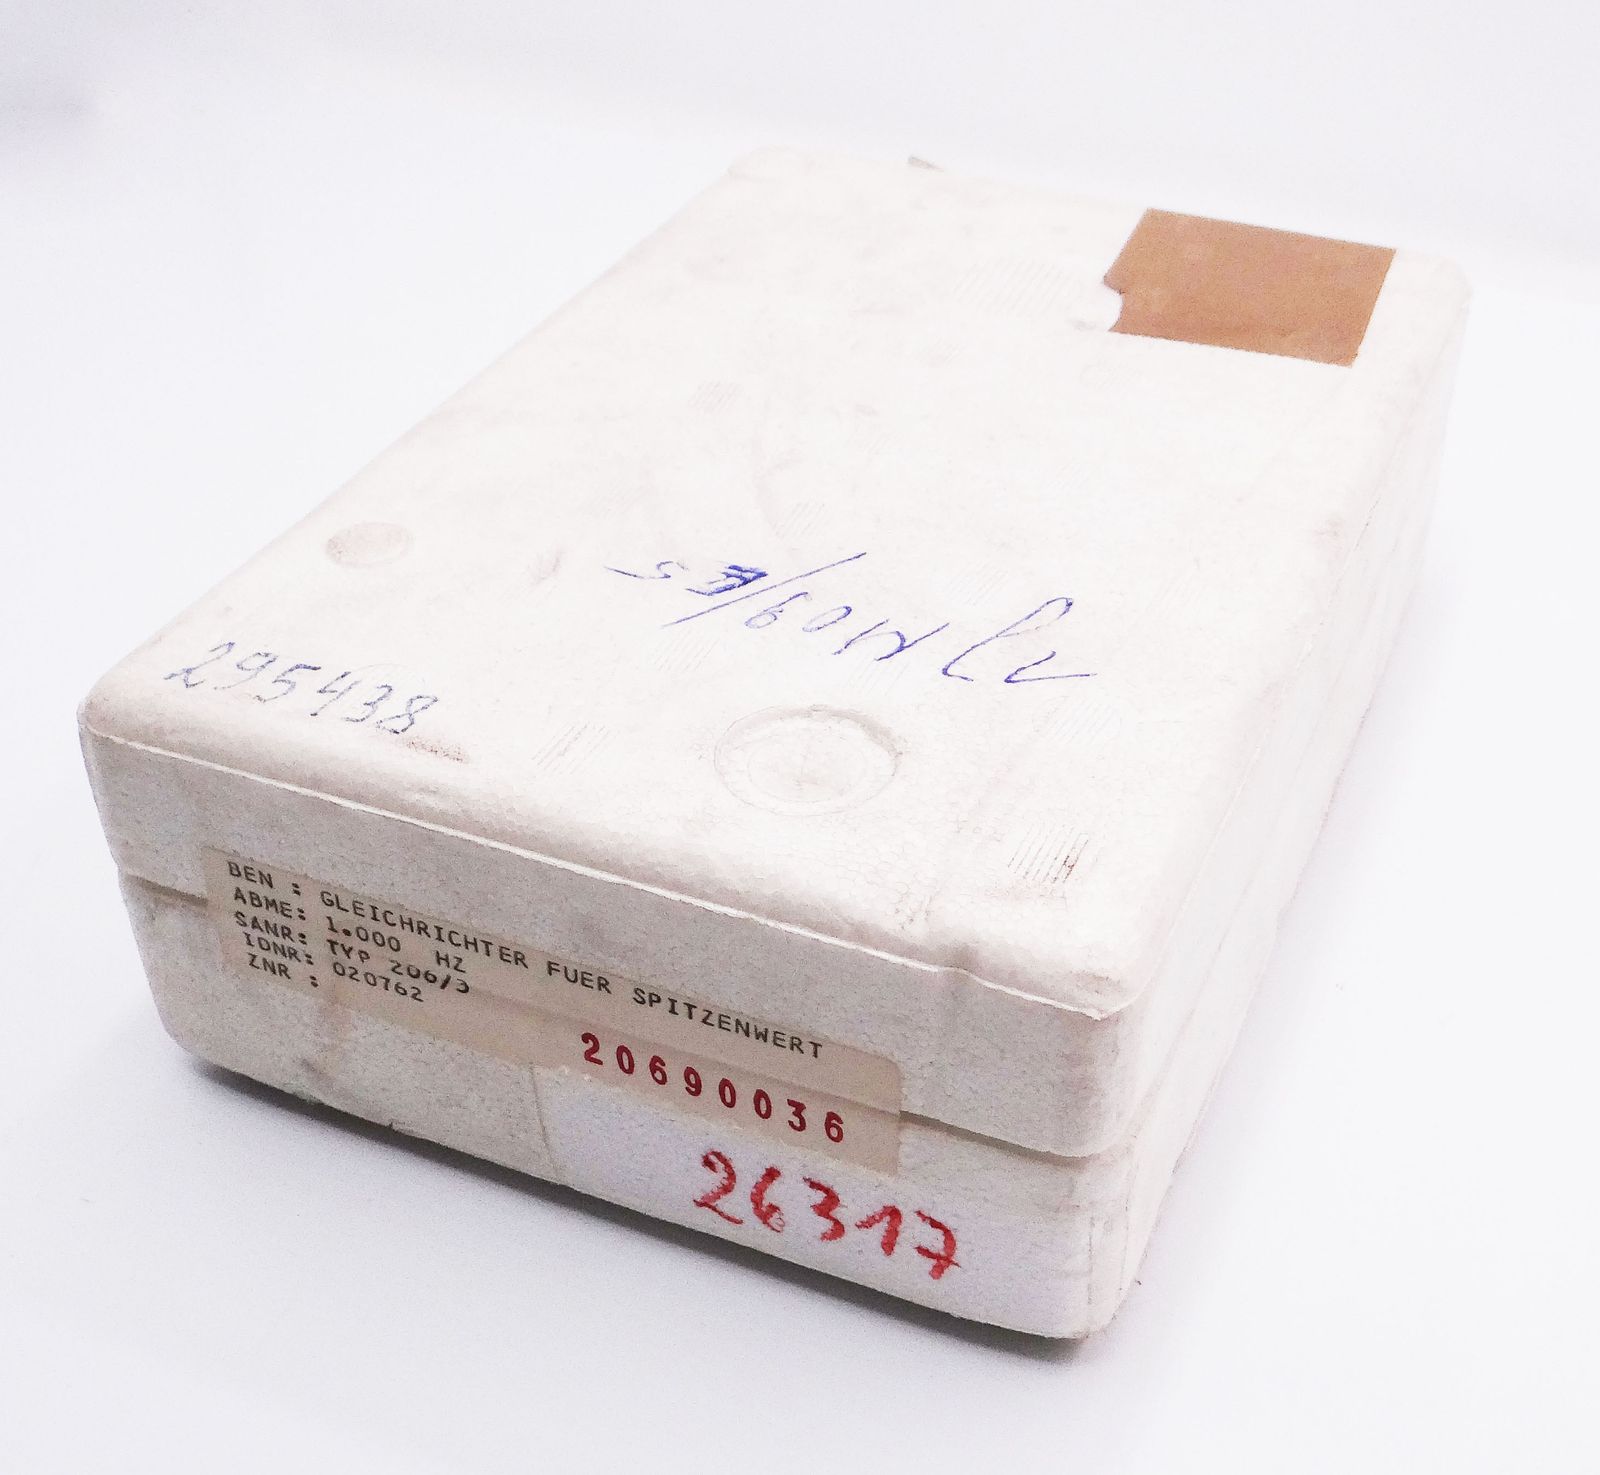 295438
BEN : GLEICHRICHTER FUER SPITZENWERT
ABME: 1.000 HZ
SANR: TYP 206/3
IDNR: 020762
ZNR :
20690036
26317